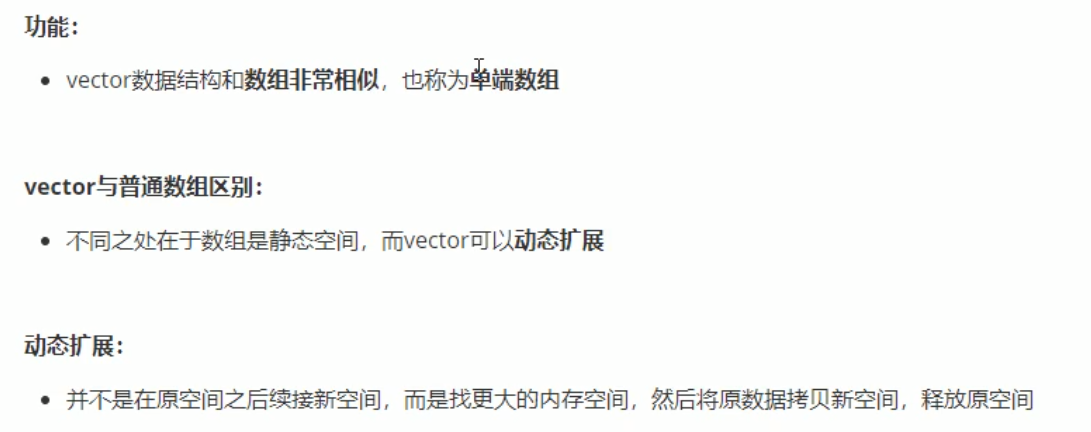 功能：
vector数据结构和数组非常相似，也称为单端数组
vector与普通数组区别：
不同之处在于数组是静态空间，而vector可以动态扩展
动态扩展：
并不是在原空间之后续接新空间，而是找更大的内存空间，然后将原数据拷贝新空间，释放原空间